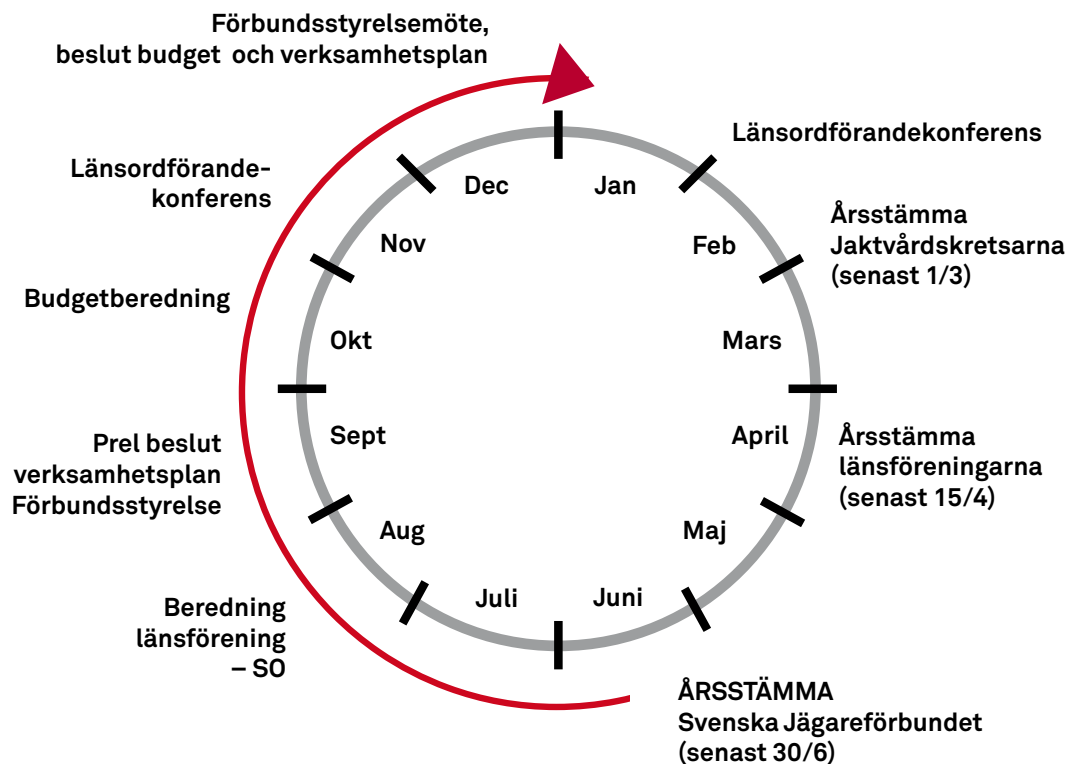 Förbundsstyrelsemöte,
beslut budget och verksamhetsplan
Länsordförandekonferens
Länsordförande-
konferens
Dec
Jan
Årsstämma
Jaktvårdskretsarna
(senast 1/3)
Nov
Feb
Budgetberedning
Okt
Mars
Prel beslut
verksamhetsplan
Förbundsstyrelse
Sept
April
Årsstämma
länsföreningarna
(senast 15/4)
Aug
Maj
Beredning
länsförening
– SO
Juli
Juni
ÅRSSTÄMMA
Svenska Jägareförbundet
(senast 30/6)